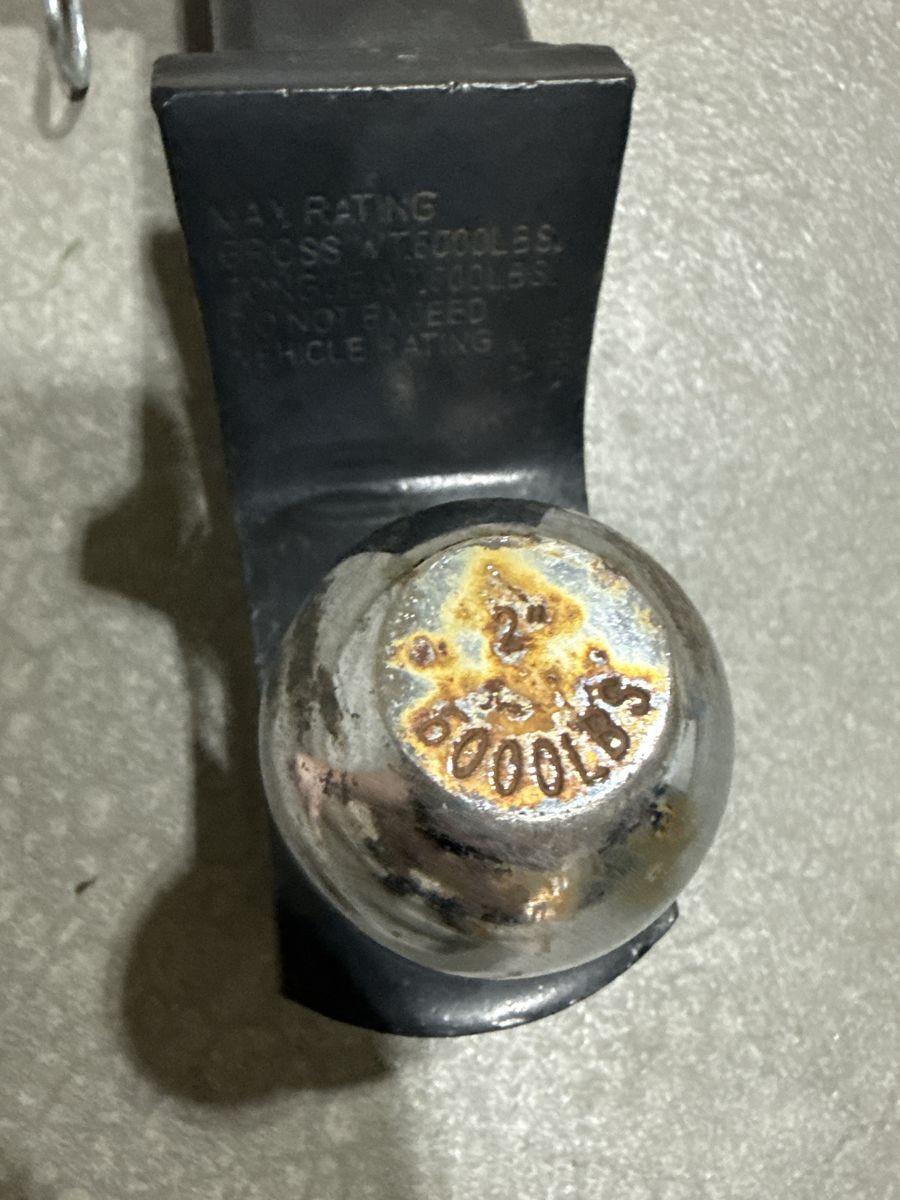 MAX. RATING
GROSS WT. 6000LBS.
TONGUE WT. 600LBS.
DO NOT EXCEED
VEHICLE RATING
2"
6000LBS